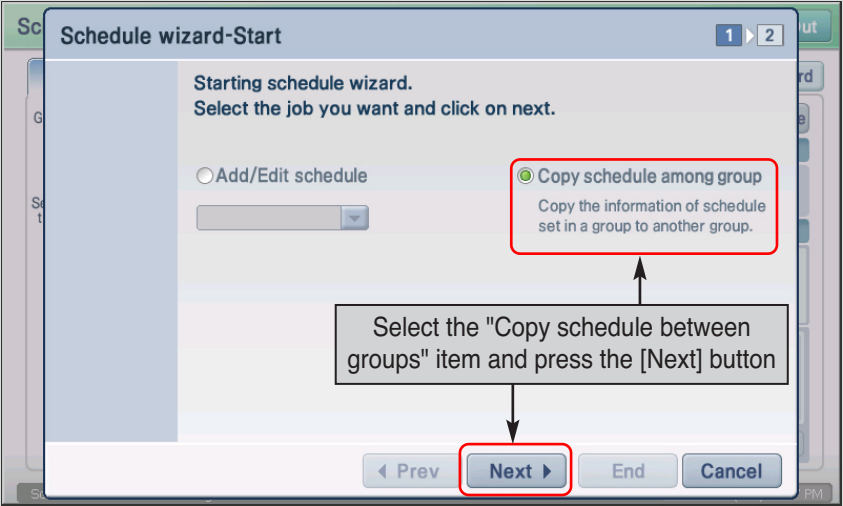 Schedule wizard-Start
1 2
Starting schedule wizard.
Select the job you want and click on next.
Add/Edit schedule
Copy schedule among group
Copy the information of schedule
set in a group to another group.
Select the "Copy schedule between
groups" item and press the [Next] button
Prev Next End Cancel
PM